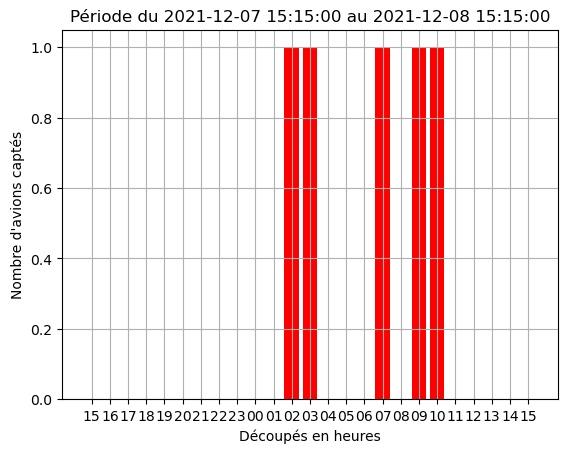 Période du 2021-12-07 15:15:00 au 2021-12-08 15:15:00
Nombre d'avions captés
1.0
0.8
0.6
0.4
0.2
0.0
15 16 17 18 19 20 21 22 23 00 01 02 03 04 05 06 07 08 09 10 11 12 13 14 15
Découpés en heures